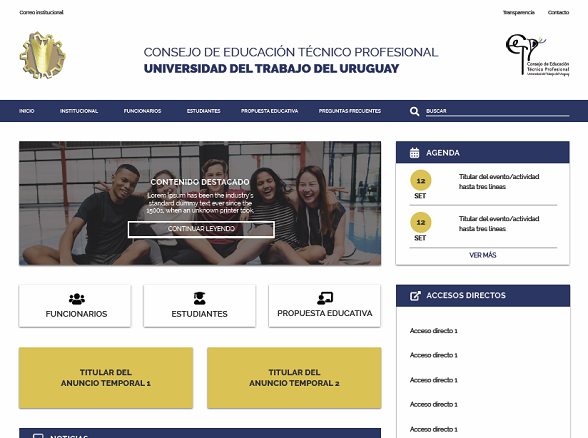 Correo institucional
Transparencia
Contacto
CONSEJO DE EDUCACIÓN TÉCNICO PROFESIONAL
UNIVERSIDAD DEL TRABAJO DEL URUGUAY
Consejo de Educación
Técnico Profesional
Universidad del Trabajo del Uruguay
INICIO
INSTITUCIONAL
FUNCIONARIOS
ESTUDIANTES
PROPUESTA EDUCATIVA
PREGUNTAS FRECUENTES
BUSCAR
CONTENIDO DESTACADO
Lorem Ipsum has been the industry's
standard dummy text ever since the
1500s, when an unknown printer took
CONTINUAR LEYENDO
AGENDA
12
SET
Titular del evento/actividad
hasta tres líneas
12
SET
Titular del evento/actividad
hasta tres líneas
VER MÁS
FUNCIONARIOS
ESTUDIANTES
PROPUESTA EDUCATIVA
TITULAR DEL
ANUNCIO TEMPORAL 1
TITULAR DEL
ANUNCIO TEMPORAL 2
ACCESOS DIRECTOS
Acceso directo 1
Acceso directo 1
Acceso directo 1
Acceso directo 1
Acceso directo 1
NOTICIAS